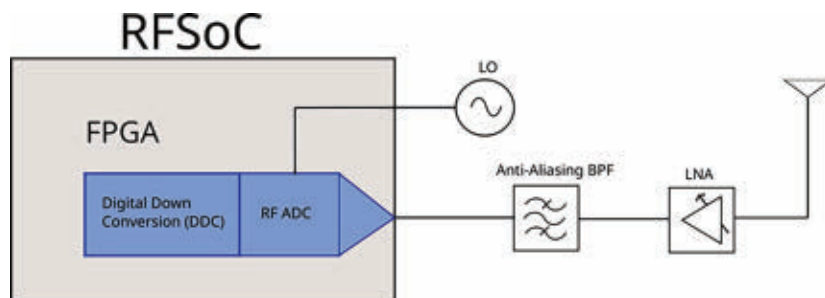 RFSoC
LO
FPGA
Anti-Aliasing BPF
LNA
Digital Down
Conversion (DDC)
RF ADC